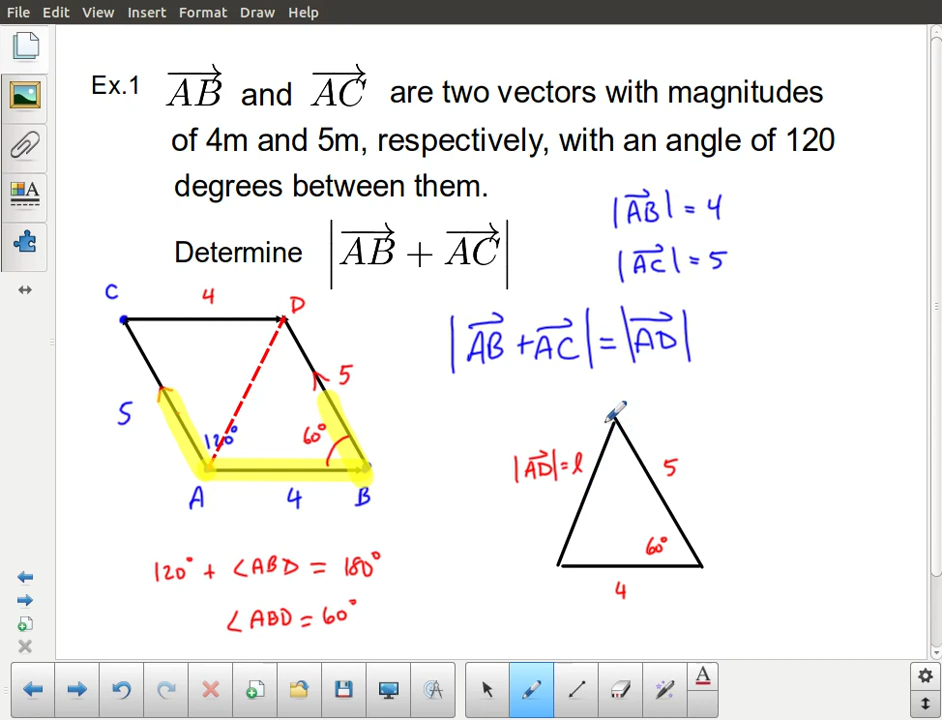 File Edit View Insert Format Draw Help
Ex.1 AB and AC are two vectors with magnitudes
of 4m and 5m, respectively, with an angle of 120
degrees between them.
|AB| = 4
Determine |AB + AC|
|AC| = 5
C 4 D
|AB + AC| = |AD|
5
5
120° 60°
A 4 B
|AD| = l 5
60°
4
120° + ∠ABD = 180°
∠ABD = 60°
A